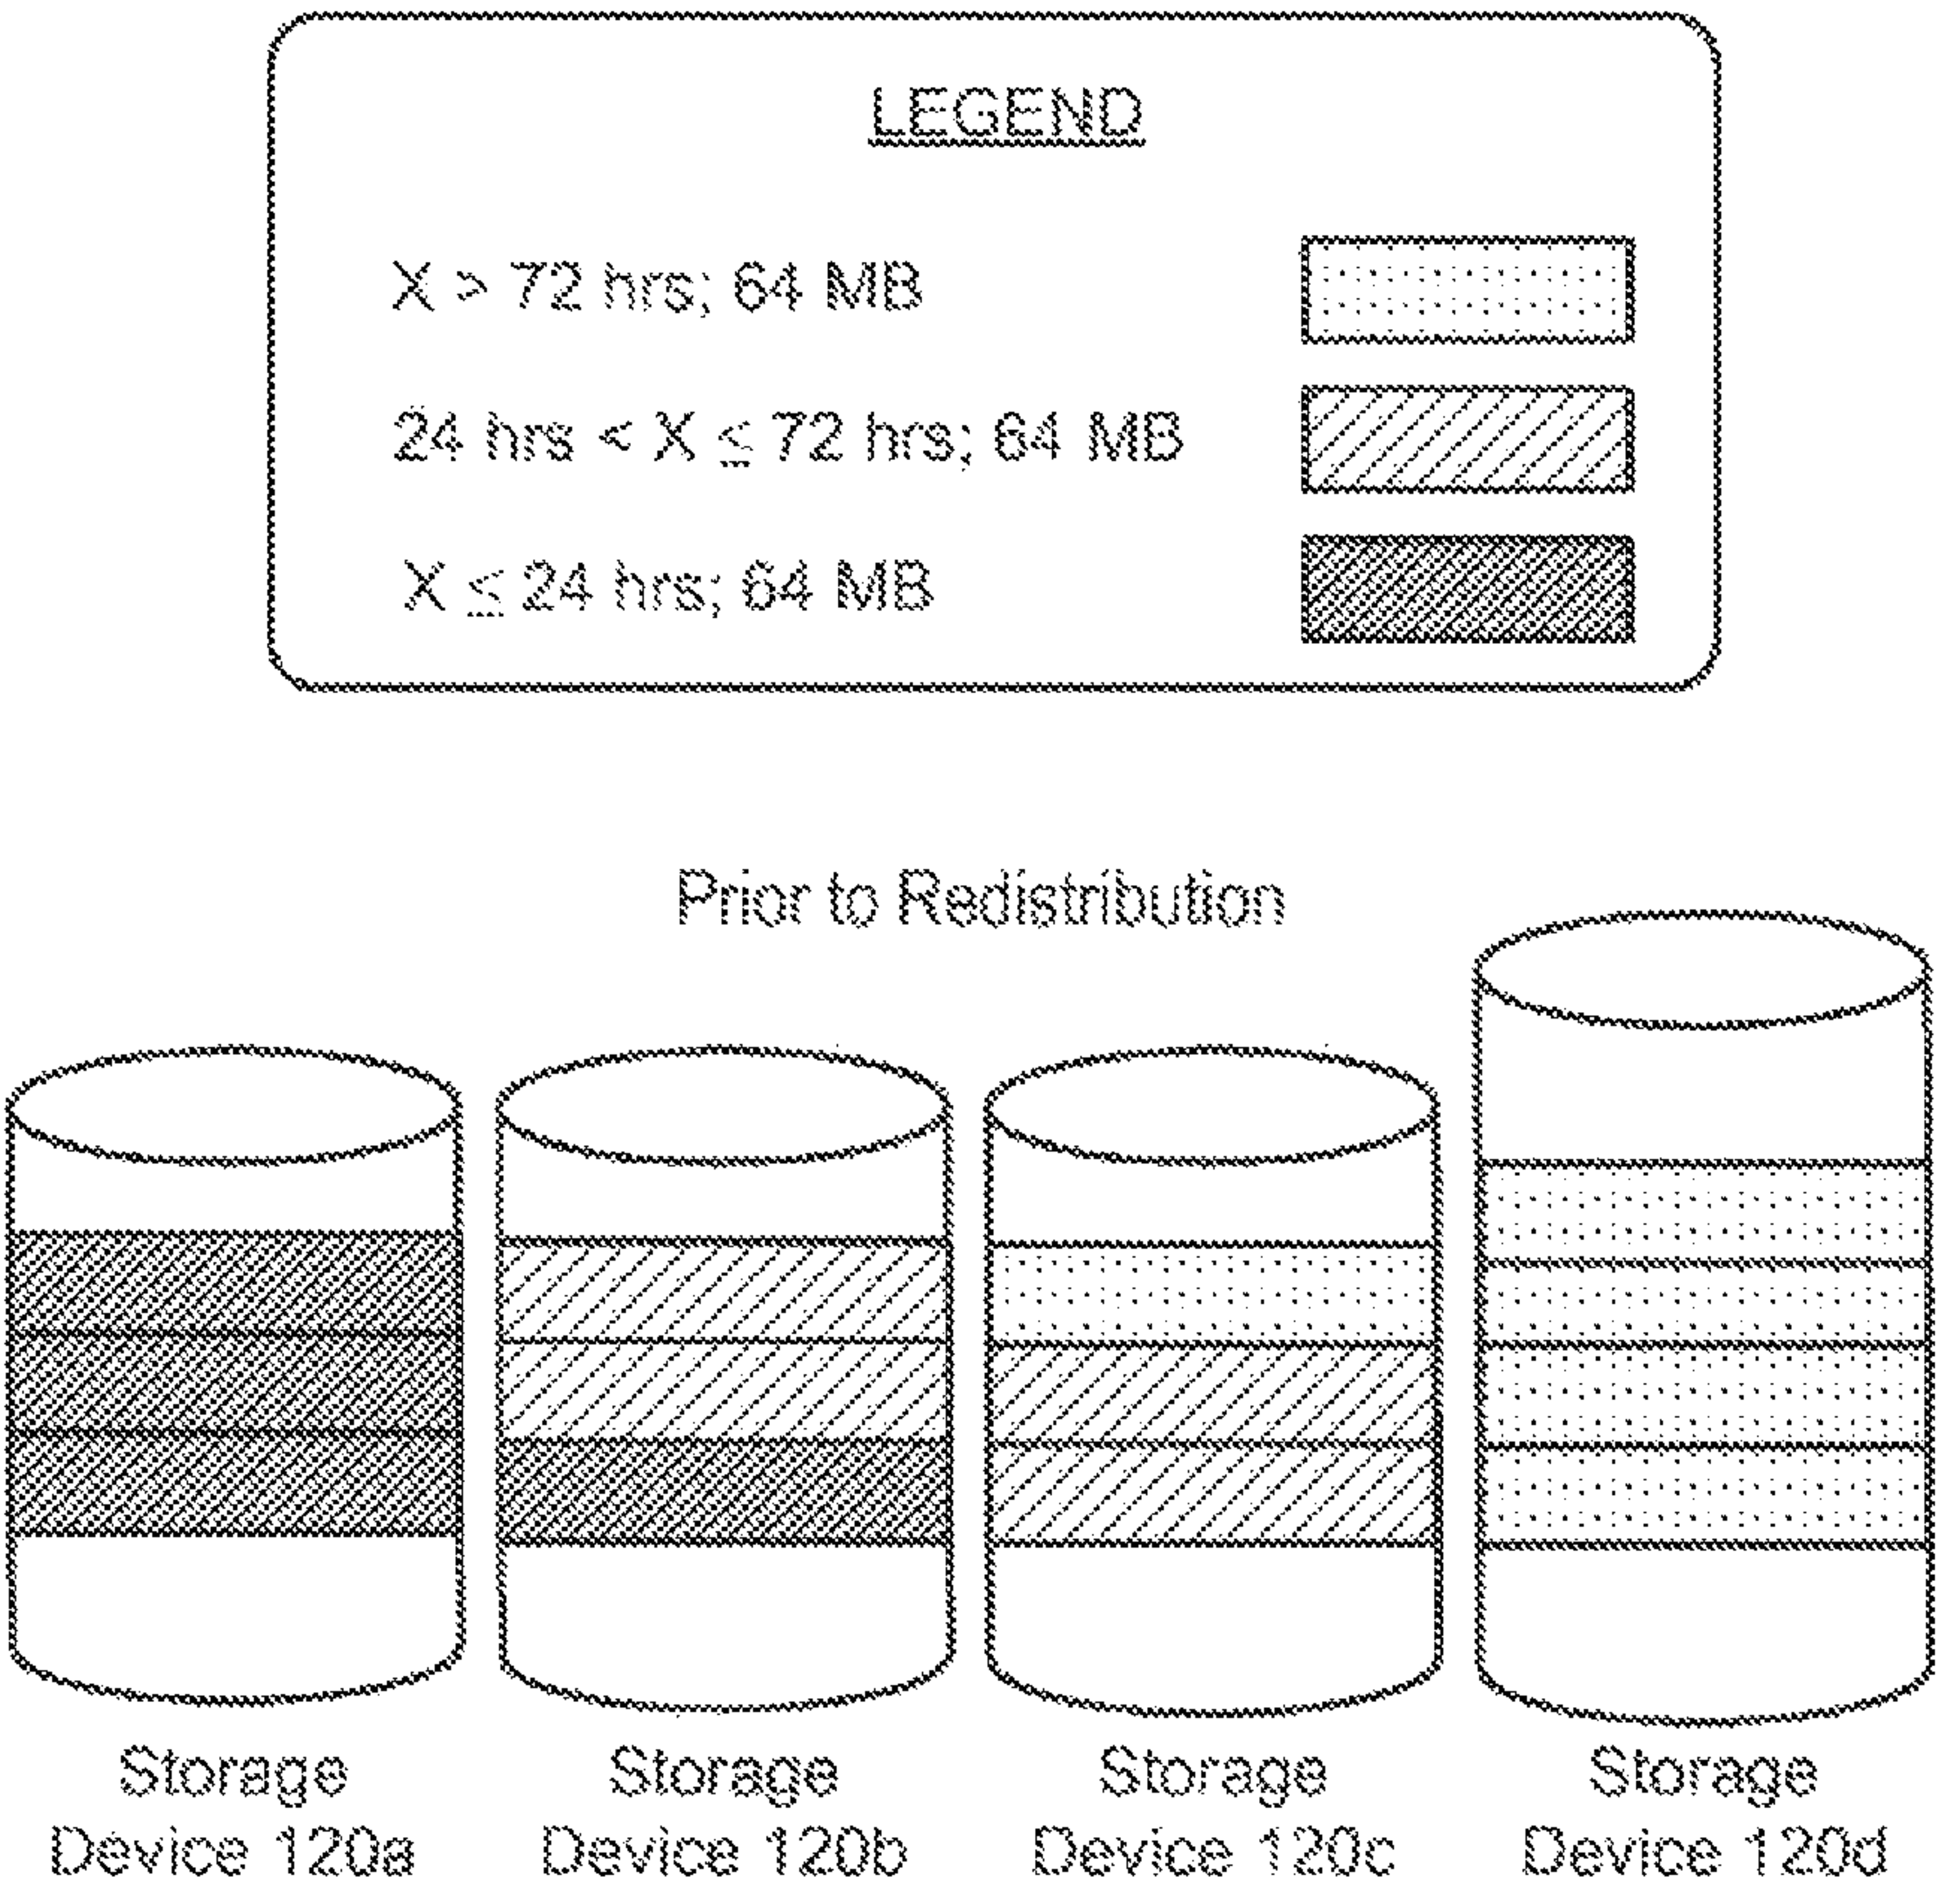 LEGEND
X > 72 hrs; 64 MB
24 hrs < X ≤ 72 hrs; 64 MB
X ≤ 24 hrs; 64 MB
Prior to Redistribution
Storage Device 120a
Storage Device 120b
Storage Device 120c
Storage Device 120d